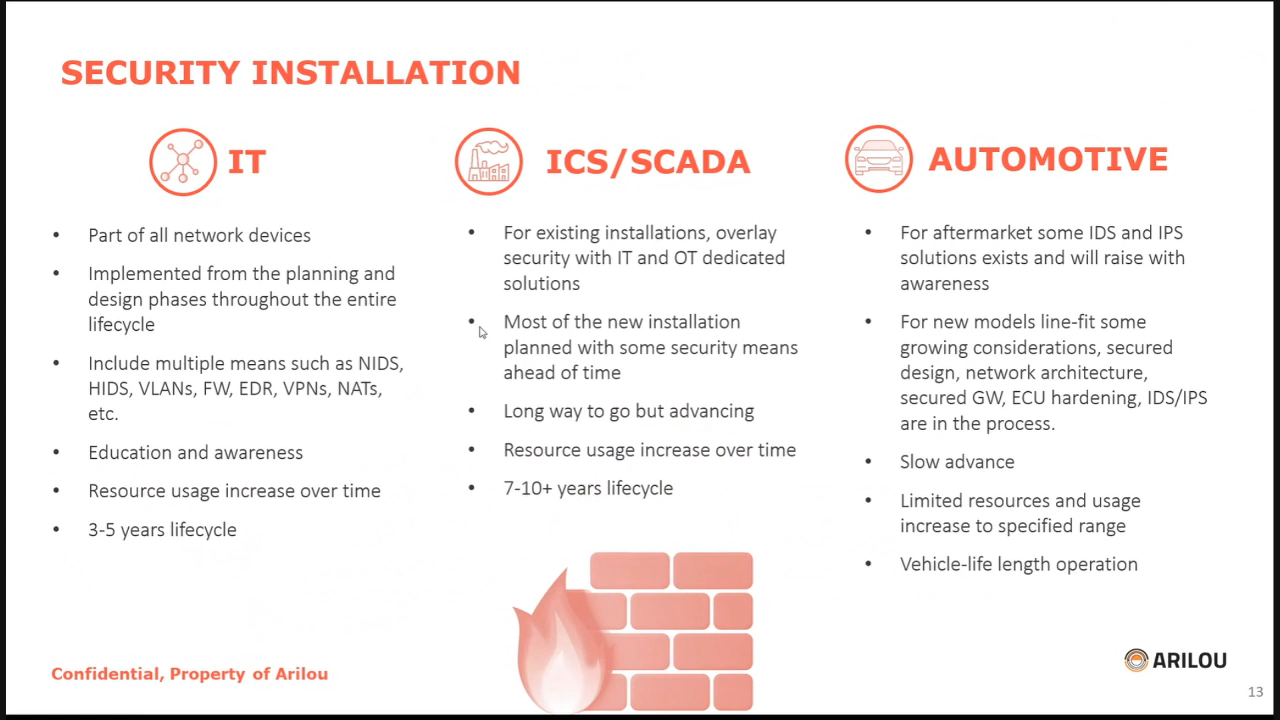 SECURITY INSTALLATION
IT
• Part of all network devices
• Implemented from the planning and
design phases throughout the entire
lifecycle
• Include multiple means such as NIDS,
HIDS, VLANs, FW, EDR, VPNs, NATs,
etc.
• Education and awareness
• Resource usage increase over time
• 3-5 years lifecycle
ICS/SCADA
• For existing installations, overlay
security with IT and OT dedicated
solutions
• Most of the new installation
planned with some security means
ahead of time
• Long way to go but advancing
• Resource usage increase over time
• 7-10+ years lifecycle
AUTOMOTIVE
• For aftermarket some IDS and IPS
solutions exists and will raise with
awareness
• For new models line-fit some
growing considerations, secured
design, network architecture,
secured GW, ECU hardening, IDS/IPS
are in the process.
• Slow advance
• Limited resources and usage
increase to specified range
• Vehicle-life length operation
Confidential, Property of Arilou
ARILOU
13